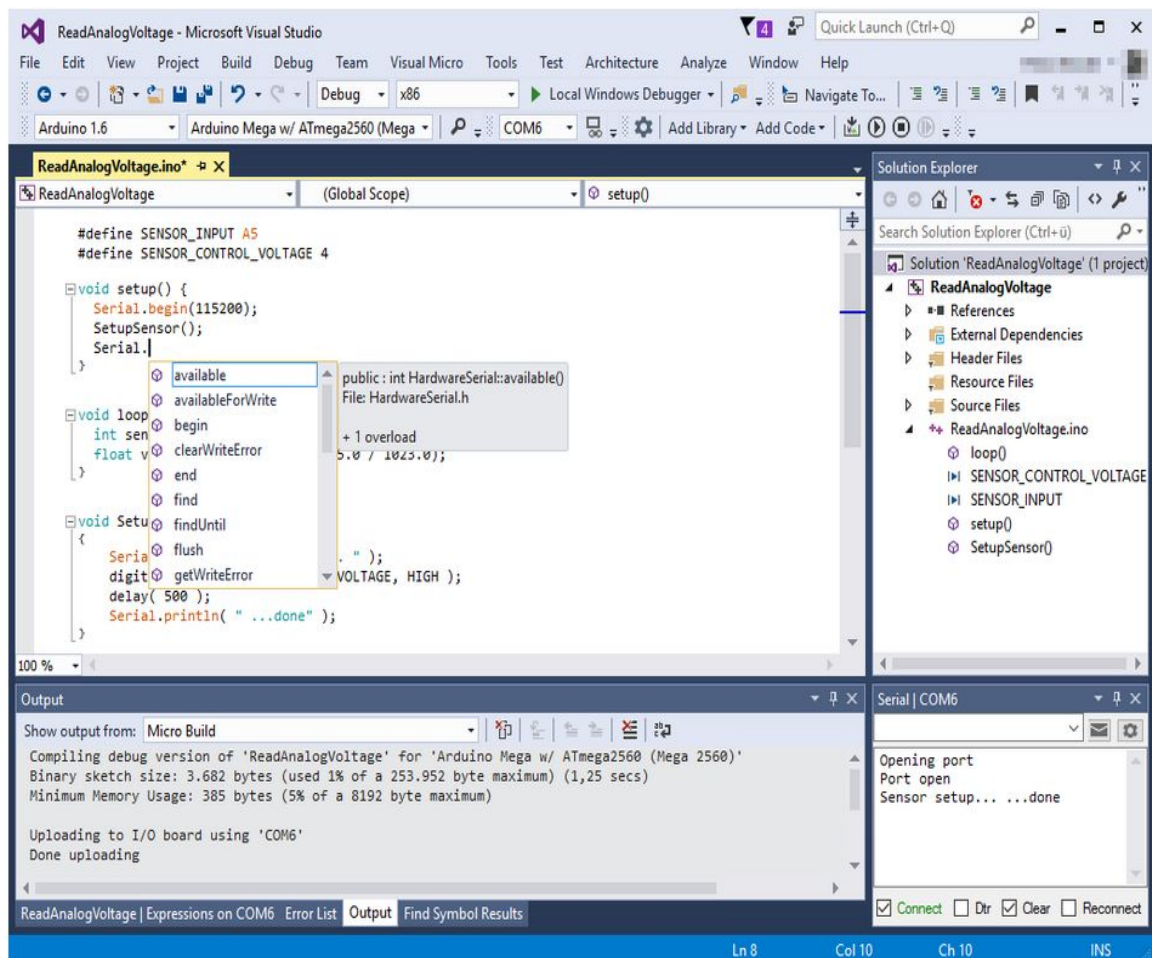 ReadAnalogVoltage - Microsoft Visual Studio
4
Quick Launch (Ctrl+Q)
File Edit View Project Build Debug Team Visual Micro Tools Test Architecture Analyze Window Help
Debug x86 Local Windows Debugger Navigate To...
Arduino 1.6 Arduino Mega w/ ATmega2560 (Mega COM6 Add Library Add Code
ReadAnalogVoltage.ino*
ReadAnalogVoltage (Global Scope) setup()
#define SENSOR_INPUT A5
#define SENSOR_CONTROL_VOLTAGE 4
void setup() {
Serial.begin(115200);
SetupSensor();
Serial.
}
void loop
int sen
float v 5.0 / 1023.0);
}
void Setu
{
Seria . " );
digit VOLTAGE, HIGH );
delay( 500 );
Serial.println( " ...done" );
}
available
availableForWrite
begin
clearWriteError
end
find
findUntil
flush
getWriteError
public : int HardwareSerial::available()
File: HardwareSerial.h
+ 1 overload
100 %
Solution Explorer
Search Solution Explorer (Ctrl+ü)
Solution 'ReadAnalogVoltage' (1 project)
ReadAnalogVoltage
References
External Dependencies
Header Files
Resource Files
Source Files
ReadAnalogVoltage.ino
loop()
SENSOR_CONTROL_VOLTAGE
SENSOR_INPUT
setup()
SetupSensor()
Output
Show output from: Micro Build
Compiling debug version of 'ReadAnalogVoltage' for 'Arduino Mega w/ ATmega2560 (Mega 2560)'
Binary sketch size: 3.682 bytes (used 1% of a 253.952 byte maximum) (1,25 secs)
Minimum Memory Usage: 385 bytes (5% of a 8192 byte maximum)
Uploading to I/O board using 'COM6'
Done uploading
ReadAnalogVoltage | Expressions on COM6 Error List Output Find Symbol Results
Serial | COM6
Opening port
Port open
Sensor setup... ...done
Connect Dtr Clear Reconnect
Ln 8 Col 10 Ch 10 INS